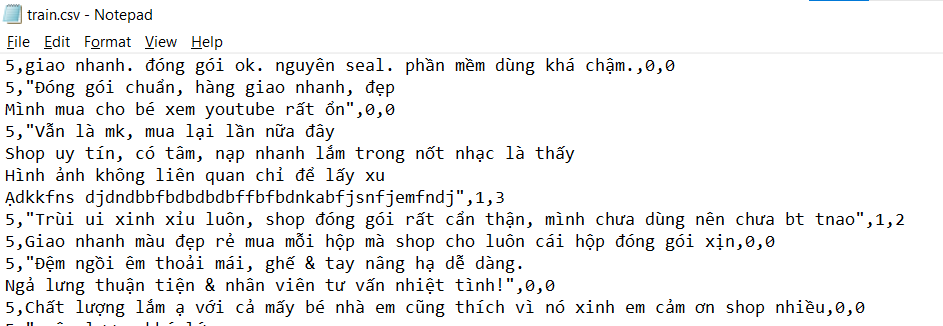 train.csv - Notepad
File Edit Format View Help
5,giao nhanh. đóng gói ok. nguyên seal. phần mềm dùng khá chậm.,0,0
5,"Đóng gói chuẩn, hàng giao nhanh, đẹp
Mình mua cho bé xem youtube rất ổn",0,0
5,"Vẫn là mk, mua lại lần nữa đây
Shop uy tín, có tâm, nạp nhanh lắm trong nốt nhạc là thấy
Hình ảnh không liên quan chỉ để lấy xu
Ạdkkfns djdndbbfbdbdbdbffbfbdnkabfjsnfjemfndj",1,3
5,"Trùi ui xinh xỉu luôn, shop đóng gói rất cẩn thận, mình chưa dùng nên chưa bt tnao",1,2
5,Giao nhanh màu đẹp rẻ mua mỗi hộp mà shop cho luôn cái hộp đóng gói xịn,0,0
5,"Đệm ngồi êm thoải mái, ghế & tay nâng hạ dễ dàng.
Ngả lưng thuận tiện & nhân viên tư vấn nhiệt tình!",0,0
5,Chất lượng lắm ạ với cả mấy bé nhà em cũng thích vì nó xinh em cảm ơn shop nhiều,0,0